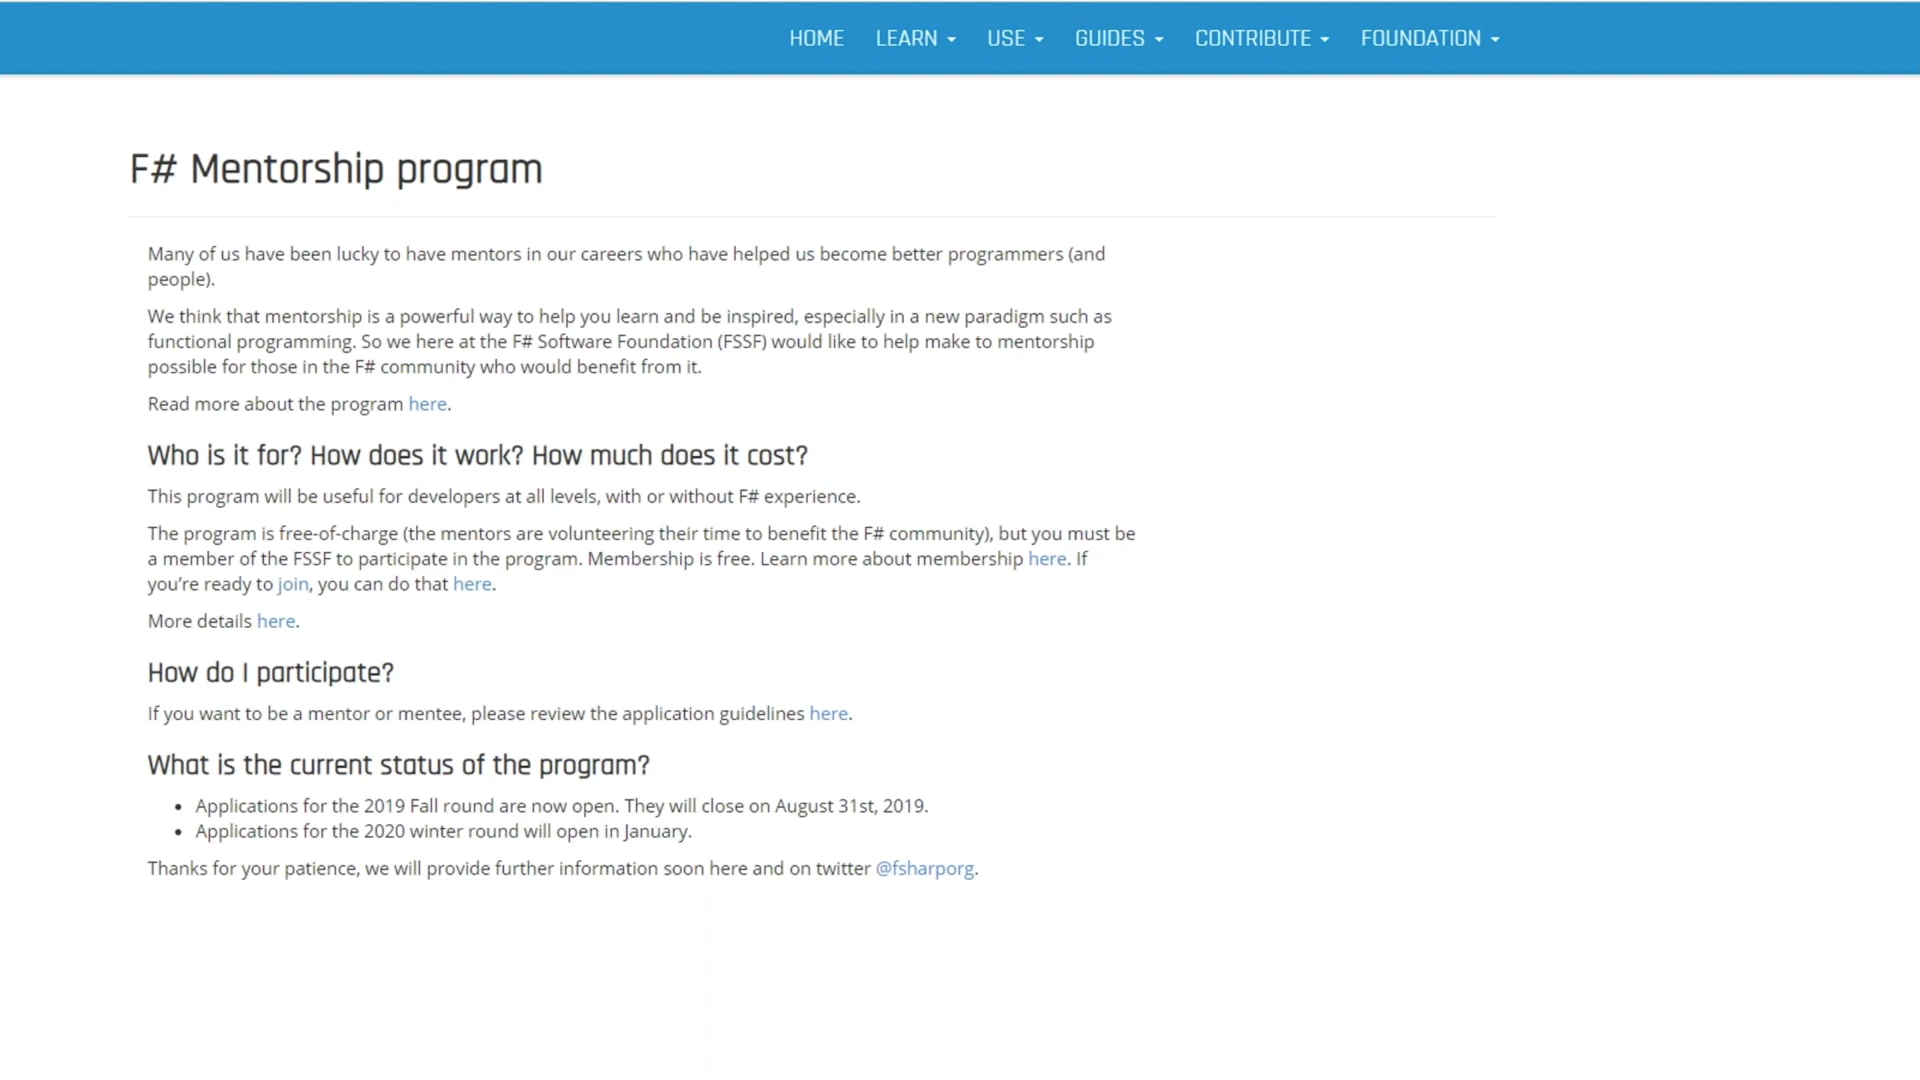 HOME LEARN USE GUIDES CONTRIBUTE FOUNDATION
F# Mentorship program
Many of us have been lucky to have mentors in our careers who have helped us become better programmers (and
people).
We think that mentorship is a powerful way to help you learn and be inspired, especially in a new paradigm such as
functional programming. So we here at the F# Software Foundation (FSSF) would like to help make to mentorship
possible for those in the F# community who would benefit from it.
Read more about the program here.
Who is it for? How does it work? How much does it cost?
This program will be useful for developers at all levels, with or without F# experience.
The program is free-of-charge (the mentors are volunteering their time to benefit the F# community), but you must be
a member of the FSSF to participate in the program. Membership is free. Learn more about membership here. If
you’re ready to join, you can do that here.
More details here.
How do I participate?
If you want to be a mentor or mentee, please review the application guidelines here.
What is the current status of the program?
• Applications for the 2019 Fall round are now open. They will close on August 31st, 2019.
• Applications for the 2020 winter round will open in January.
Thanks for your patience, we will provide further information soon here and on twitter @fsharporg.